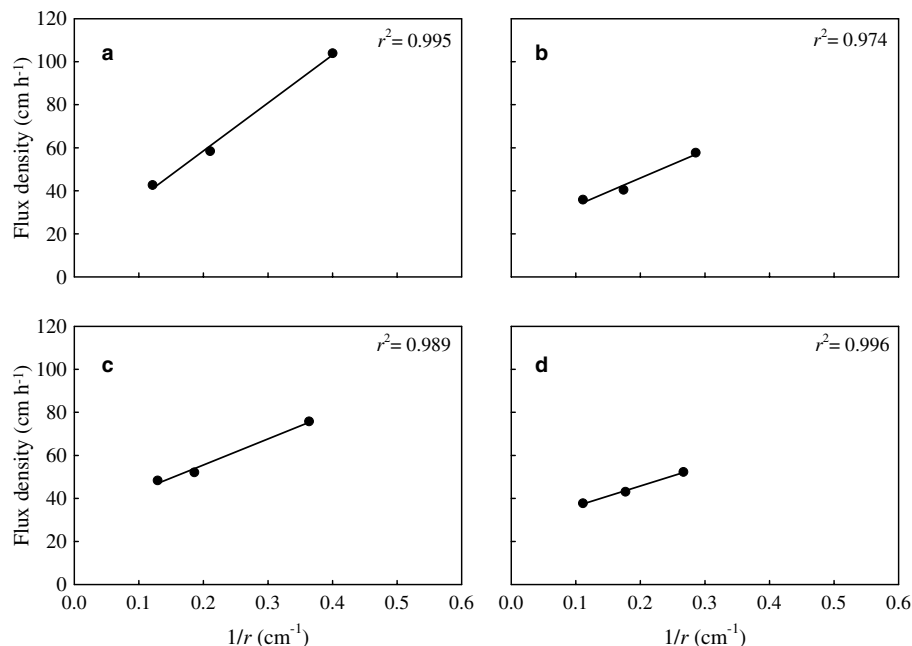 120
100
80
60
40
20
0
Flux density (cm h-1)
a
r2= 0.995
b
r2= 0.974
120
100
80
60
40
20
0
Flux density (cm h-1)
c
r2= 0.989
d
r2= 0.996
0.0 0.1 0.2 0.3 0.4 0.5 0.6
0.0 0.1 0.2 0.3 0.4 0.5 0.6
1/r (cm-1)
1/r (cm-1)